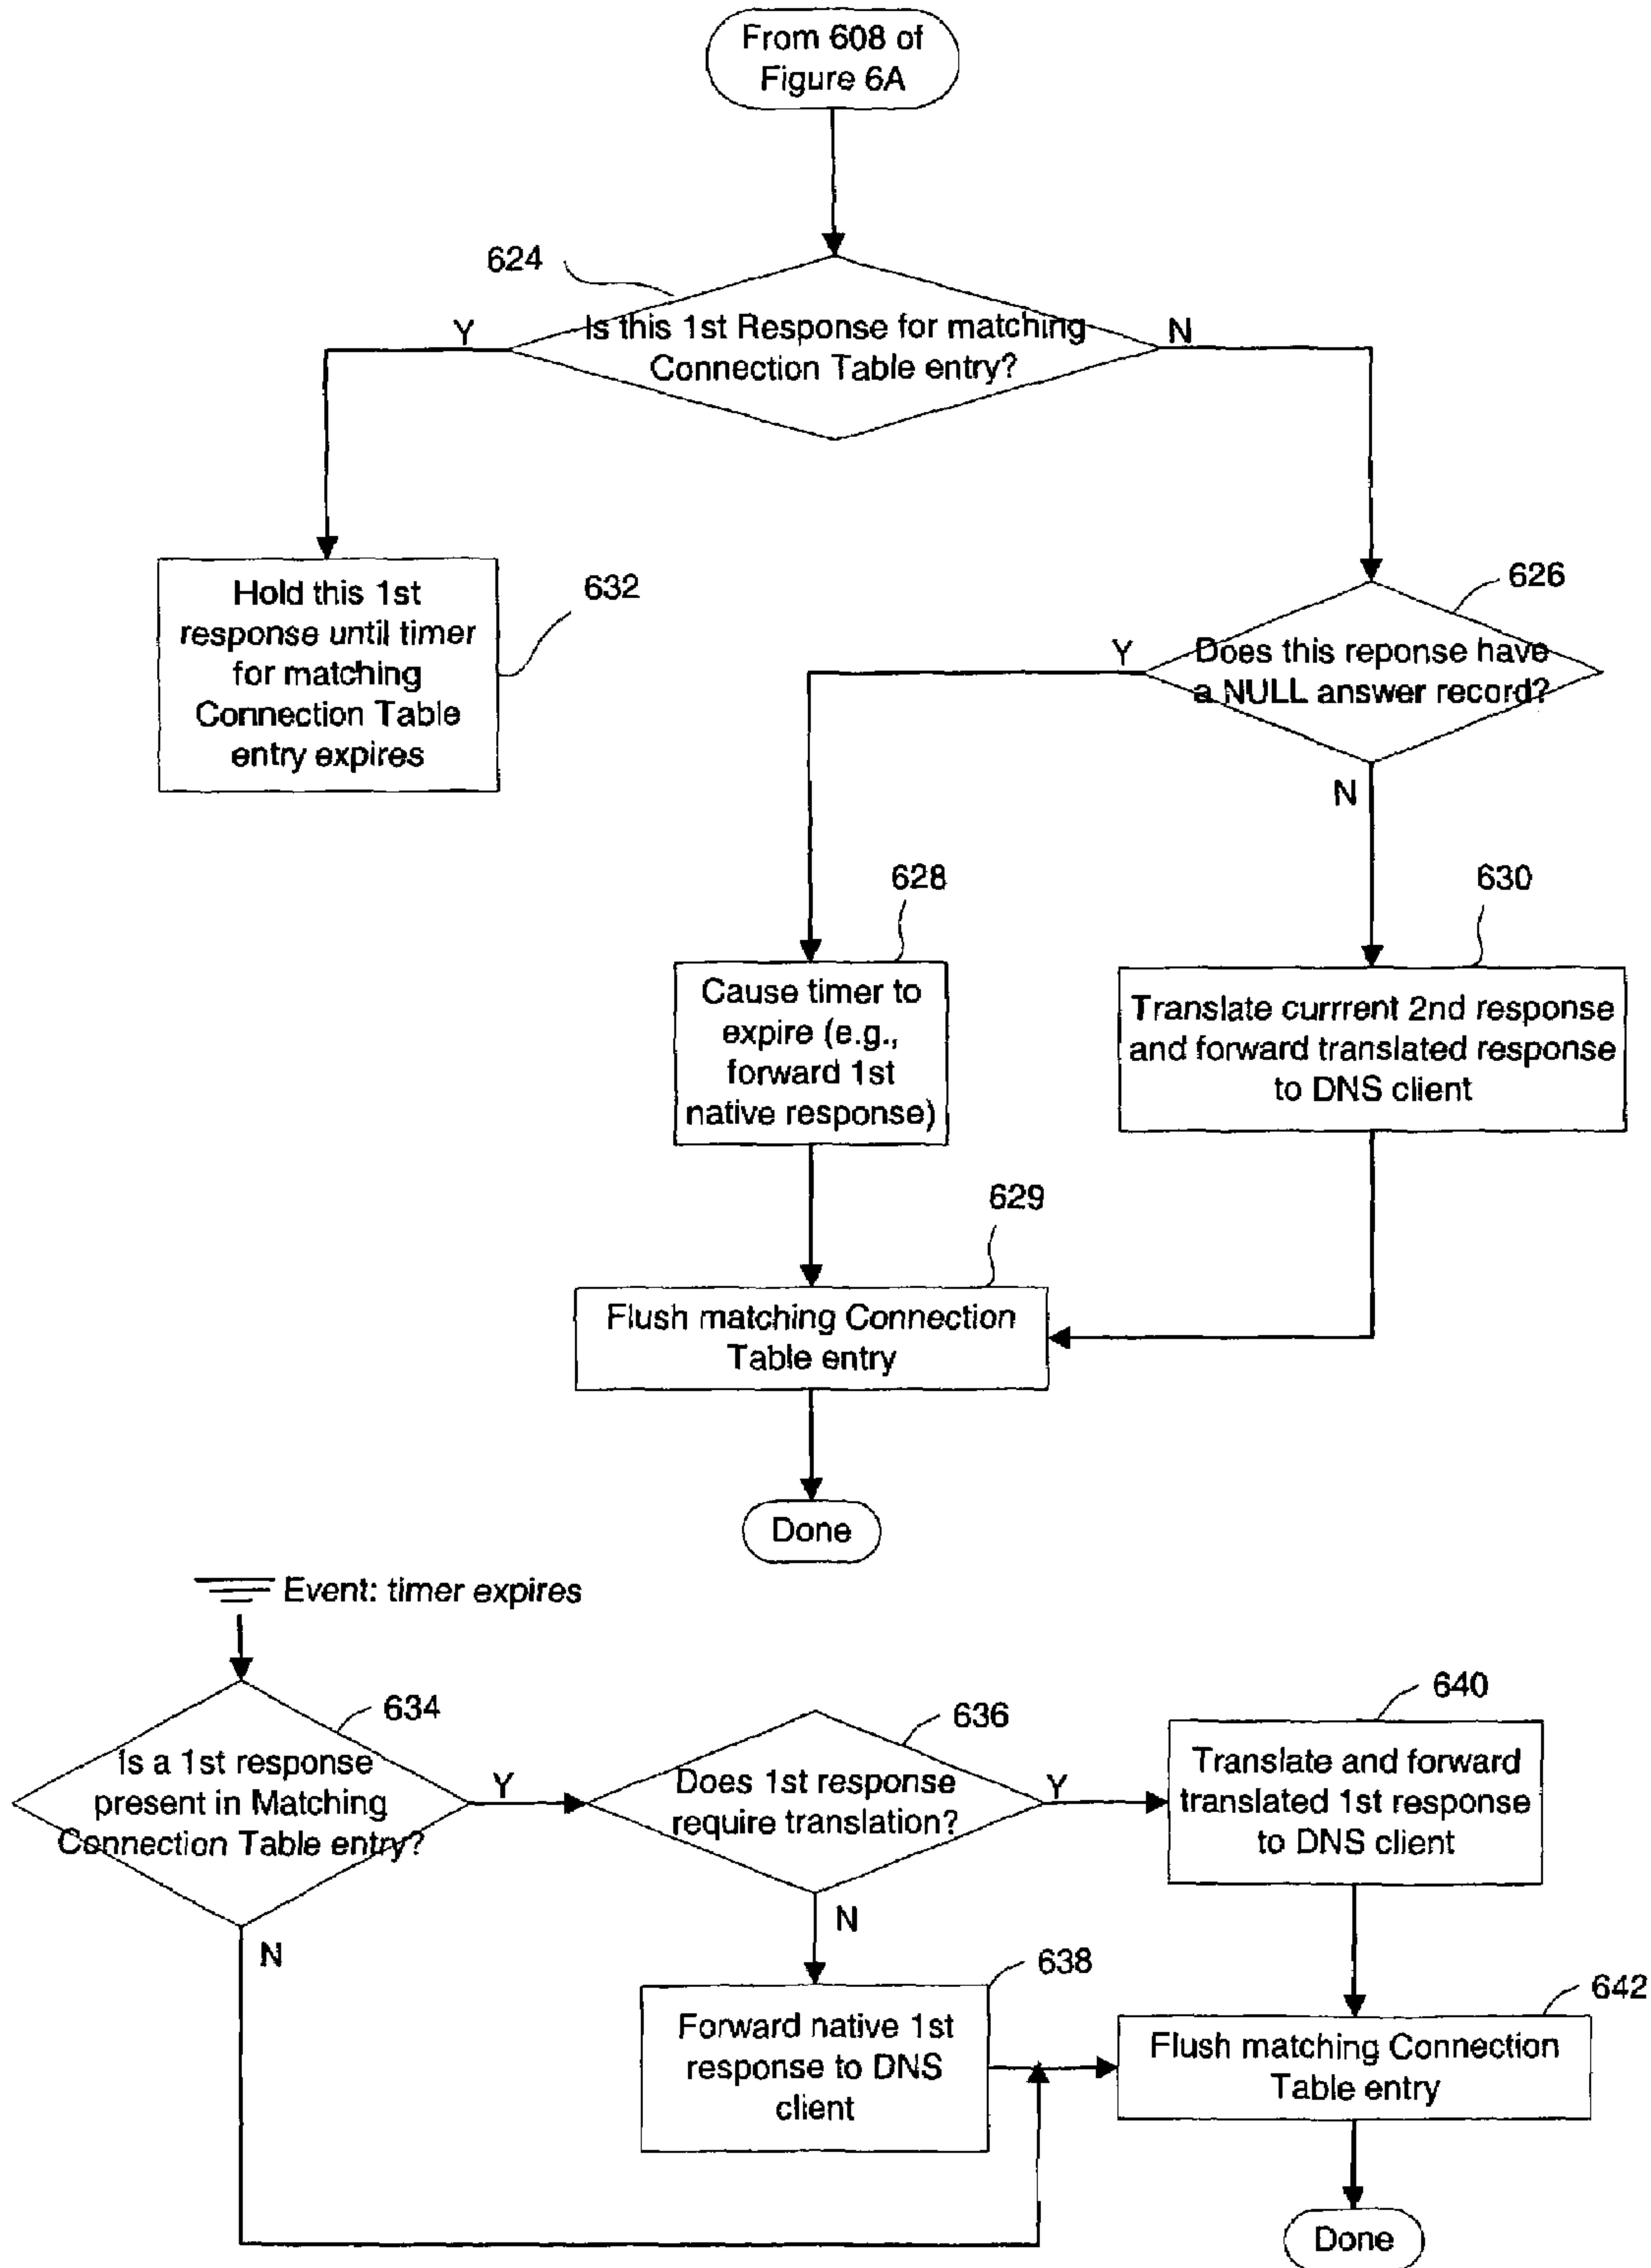 From 608 of
Figure 6A
624
Is this 1st Response for matching
Connection Table entry?
Y
N
Hold this 1st
response until timer
for matching
Connection Table
entry expires
632
626
Does this reponse have
a NULL answer record?
Y
N
628
Cause timer to
expire (e.g.,
forward 1st
native response)
630
Translate currrent 2nd response
and forward translated response
to DNS client
629
Flush matching Connection
Table entry
Done
Event: timer expires
634
Is a 1st response
present in Matching
Connection Table entry?
Y
N
636
Does 1st response
require translation?
Y
N
640
Translate and forward
translated 1st response
to DNS client
638
Forward native 1st
response to DNS
client
642
Flush matching Connection
Table entry
Done